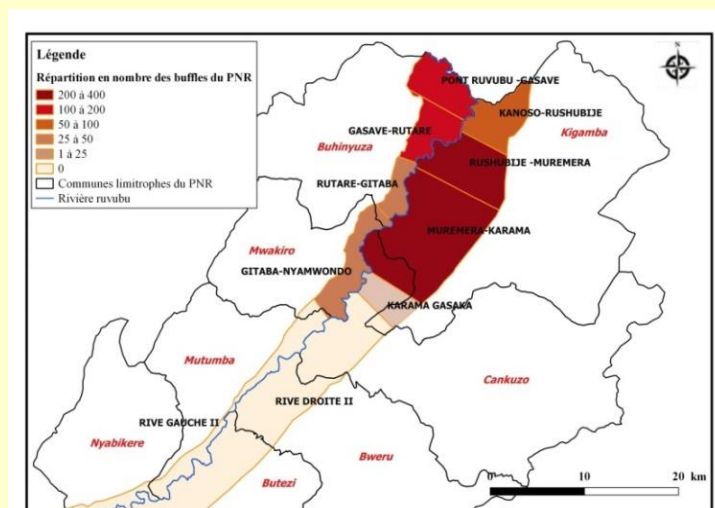 Légende
Répartition en nombre des buffles du PNR
200 à 400
100 à 200
50 à 100
25 à 50
1 à 25
0
Communes limitrophes du PNR
Rivière ruvubu
N
PONT RUVUBU -GASAVE
KANOSO-RUSHUBIJE
GASAVE-RUTARE
Kigamba
Buhinyuza
RUSHUBIJE -MUREMERA
RUTARE-GITABA
MUREMERA-KARAMA
Mwakiro
GITABA-NYAMWONDO
KARAMA GASAKA
Mutumba
Cankuzo
RIVE DROITE II
RIVE GAUCHE II
Nyabikere
Bweru
Butezi
0 10 20 km